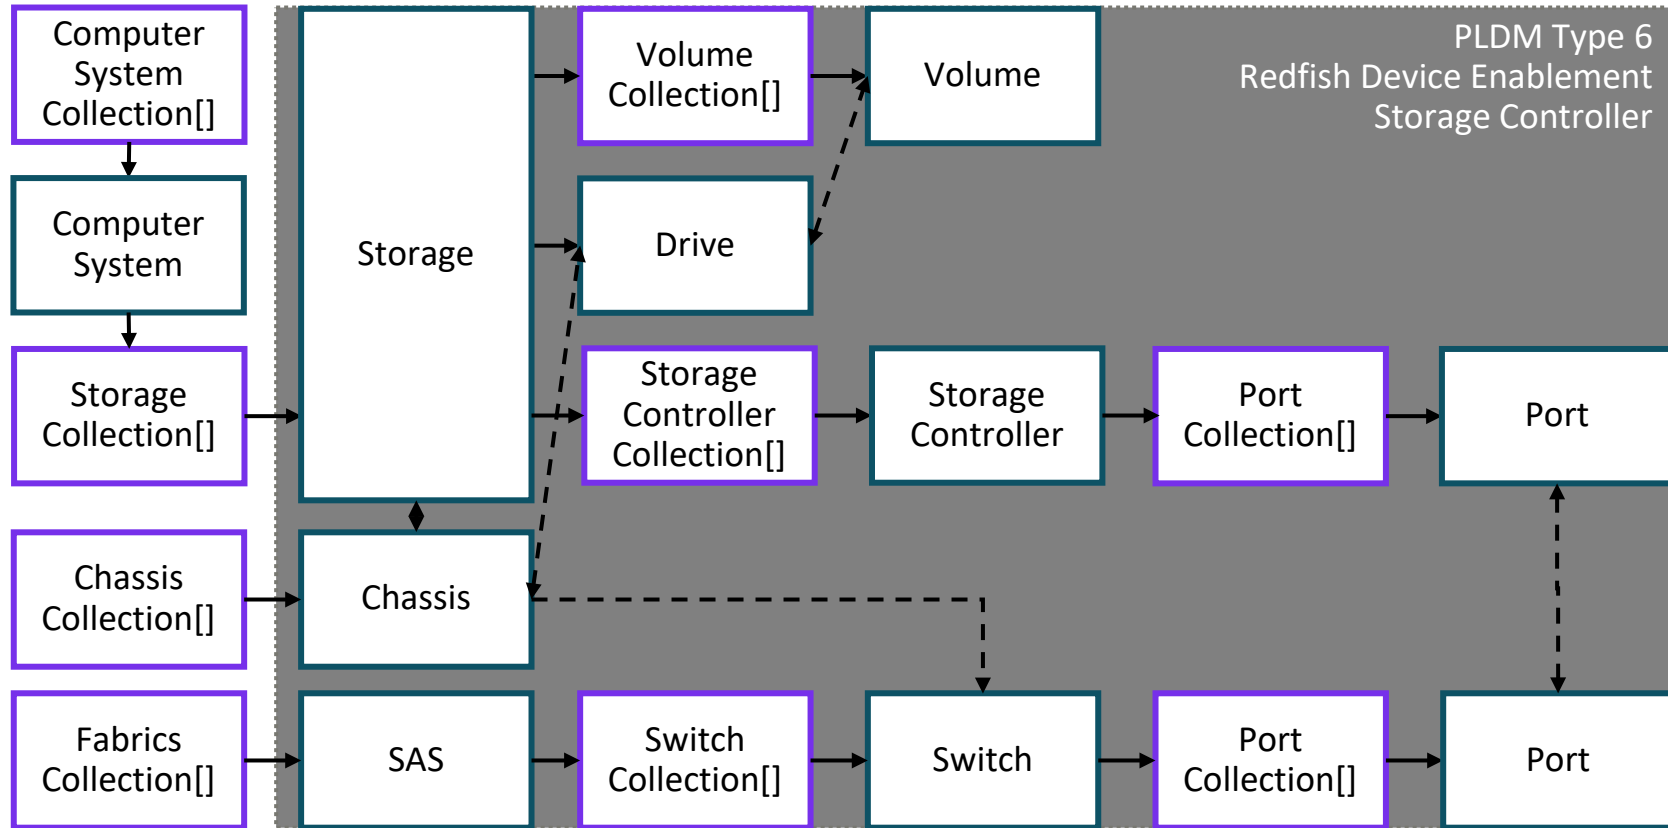 Computer
System
Collection[]
Computer
System
Storage
Collection[]
Chassis
Collection[]
Fabrics
Collection[]
PLDM Type 6
Redfish Device Enablement
Storage Controller
Storage
Volume
Collection[]
Volume
Drive
Storage
Controller
Collection[]
Storage
Controller
Port
Collection[]
Port
Chassis
SAS
Switch
Collection[]
Switch
Port
Collection[]
Port